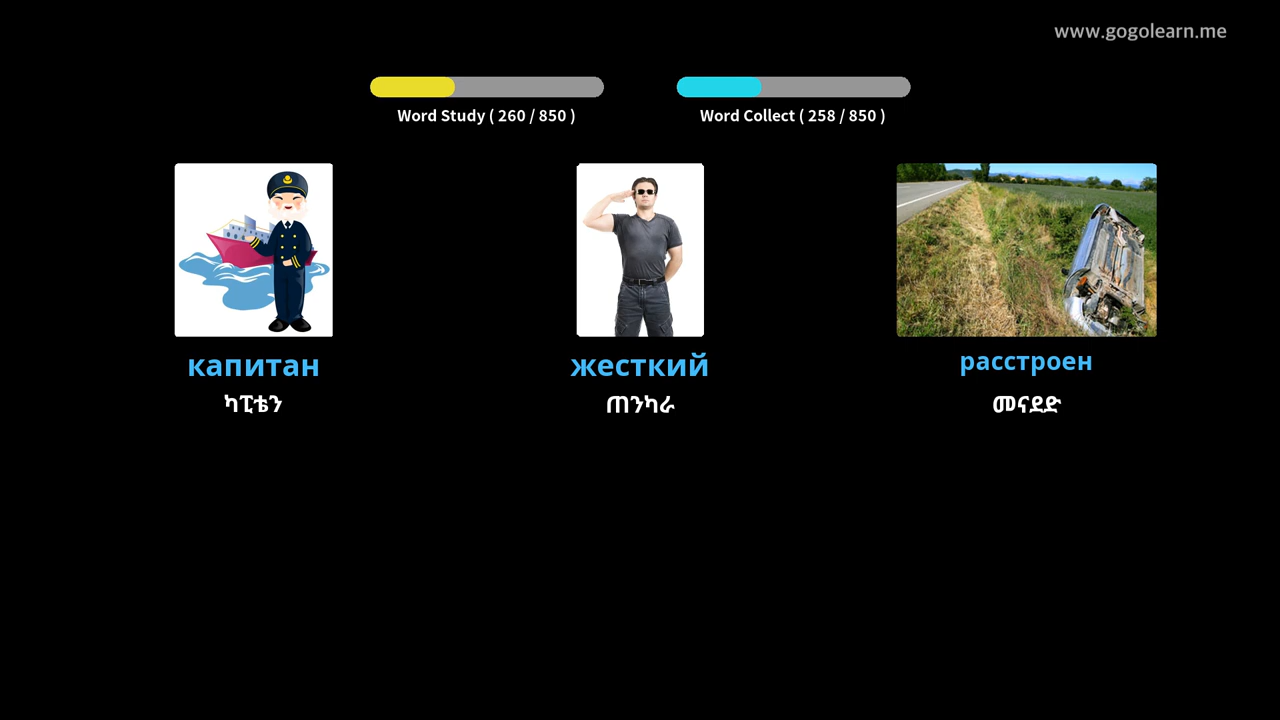 www.gogolearn.me
Word Study ( 260 / 850 )
Word Collect ( 258 / 850 )
капитан
жесткий
расстроен
ካፒቴን
ጠንካራ
መናደድ